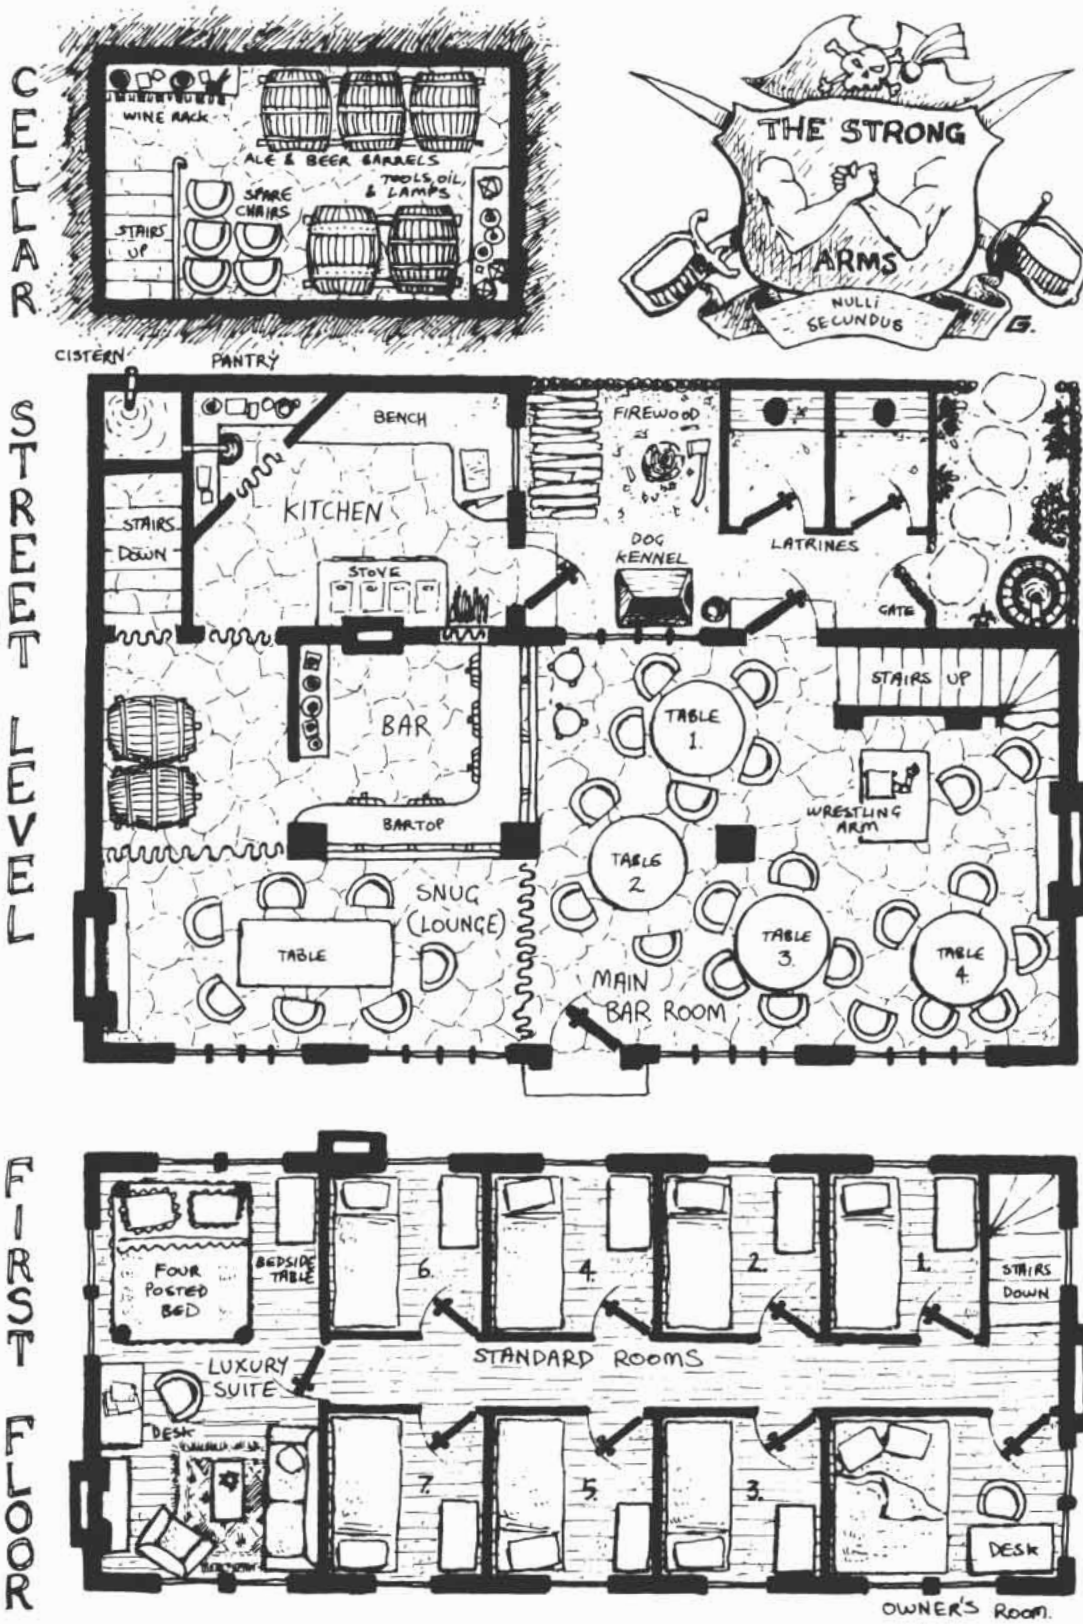 CELLAR
WINE RACK
ALE & BEER BARRELS
TOOLS, OIL,
& LAMPS
SPARE
CHAIRS
STAIRS
UP
THE STRONG
ARMS
NULLI
SECUNDUS
G.
STREET LEVEL
CISTERN
PANTRY
BENCH
FIREWOOD
KITCHEN
STAIRS
DOWN
STOVE
DOG
KENNEL
LATRINES
GATE
STAIRS UP
BAR
TABLE
1.
WRESTLING
ARM
BARTOP
TABLE
2
SNUG
(LOUNGE)
TABLE
TABLE
3.
TABLE
4.
MAIN
BAR ROOM
FIRST FLOOR
FOUR
POSTED
BED
BEDSIDE
TABLE
6.
4.
2.
1.
STAIRS
DOWN
LUXURY
SUITE
STANDARD ROOMS
DESK
7.
5.
3.
DESK
OWNER'S ROOM.